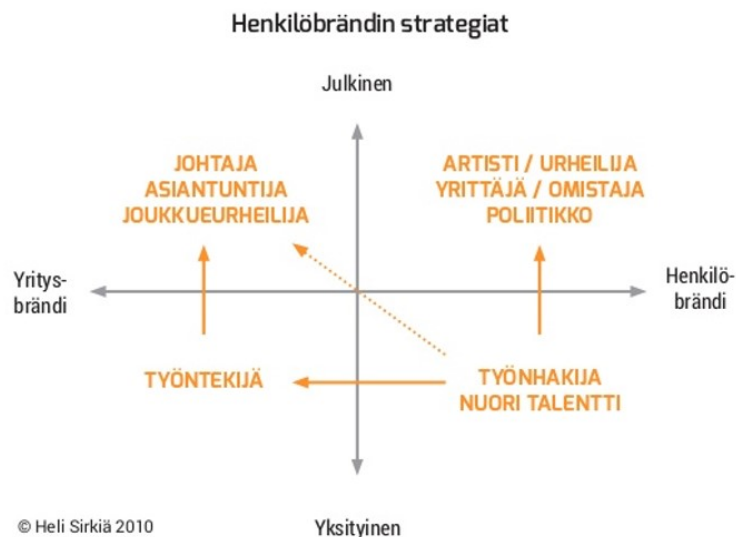 Henkilöbrändin strategiat
Julkinen
JOHTAJA
ASIANTUNTIJA
JOUKKUEURHEILIJA
ARTISTI / URHEILIJA
YRITTÄJÄ / OMISTAJA
POLIITIKKO
Yritys-
brändi
Henkilö-
brändi
TYÖNTEKIJÄ
TYÖNHAKIJA
NUORI TALENTTI
© Heli Sirkiä 2010
Yksityinen